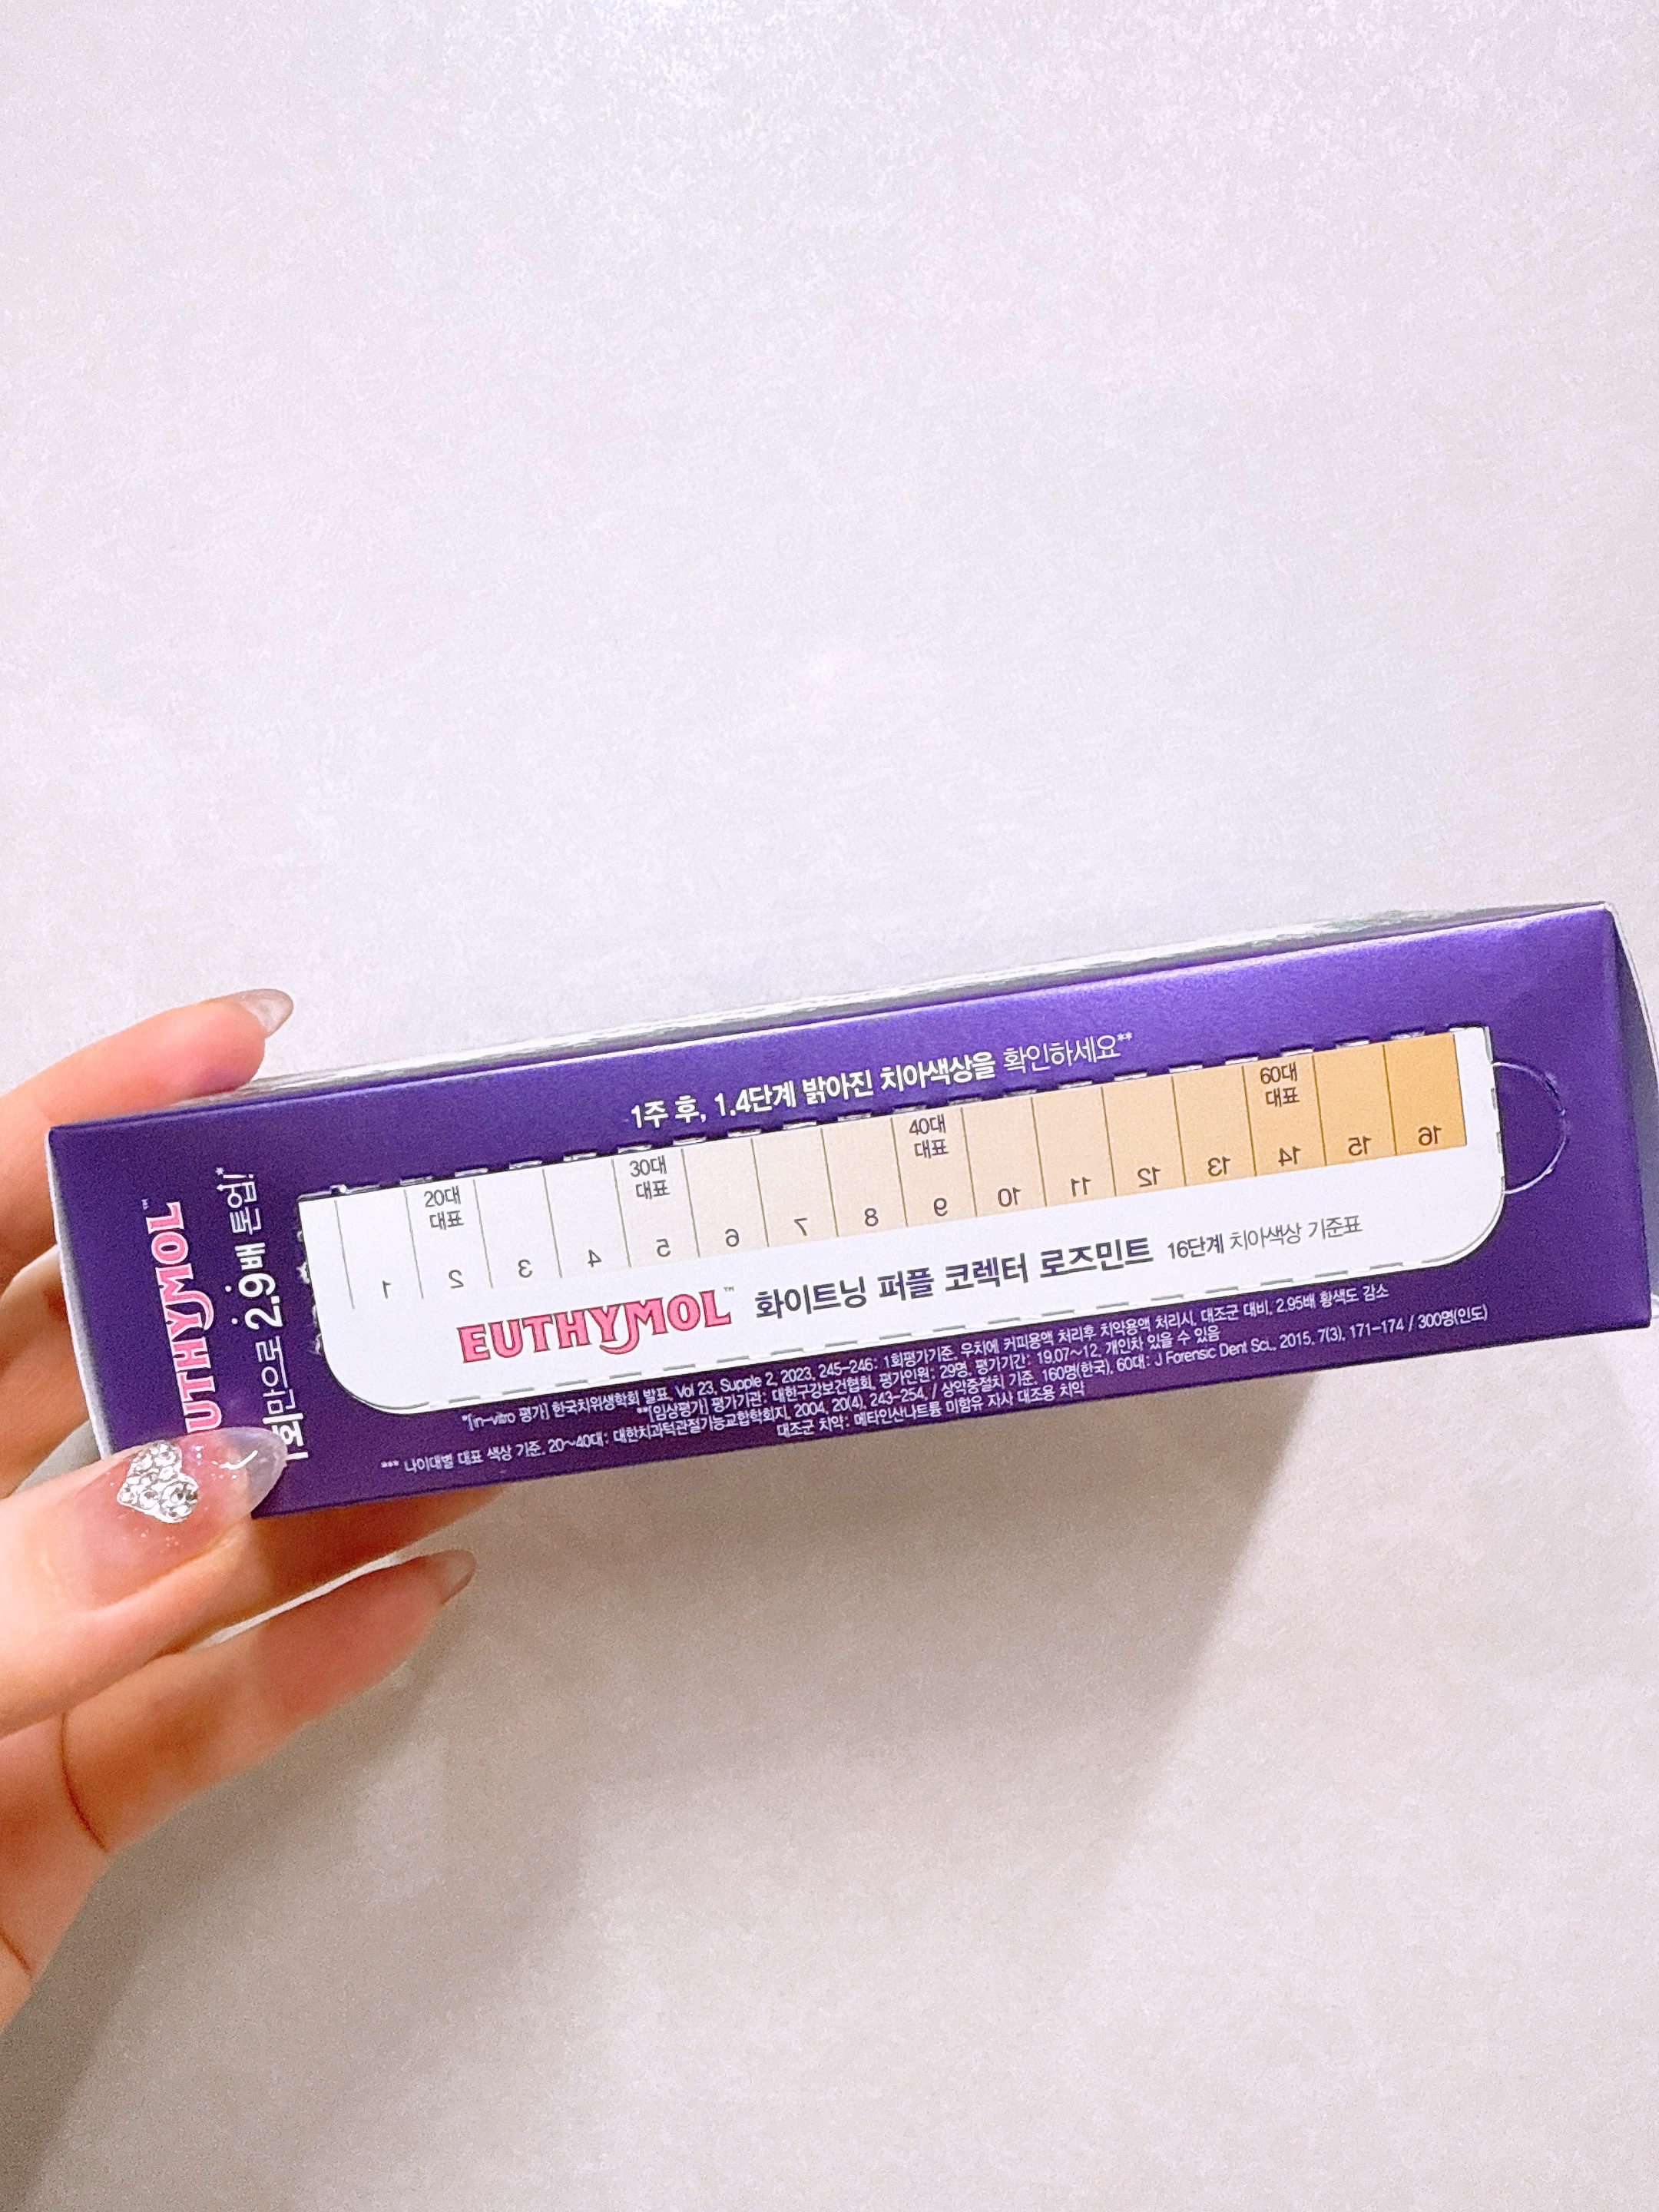 EUTHYMOL™
1회만으로 2.9배 톤업!*
1주 후, 1.4단계 밝아진 치아색상을 확인하세요**
20대 대표
30대 대표
40대 대표
60대 대표
1 2 3 4 5 6 7 8 9 10 11 12 13 14 15 16
EUTHYMOL™ 화이트닝 퍼플 코렉터 로즈민트 16단계 치아색상 기준표
*[in-vitro 평가] 한국치위생학회 발표, Vol 23, Supple 2, 2023, 245-246: 1회평가기준, 우치에 커피용액 처리후 치약용액 처리시, 대조군 대비, 2.95배 황색도 감소
**[임상평가] 평가기관: 대한구강보건협회, 평가인원: 29명, 평가기간: 19.07~12, 개인차 있을 수 있음
*** 나이대별 대표 색상 기준, 20~40대: 대한치과턱관절기능교합학회지, 2004, 20(4), 243-254, / 상악중절치 기준, 160명(한국), 60대: J Forensic Dent Sci., 2015, 7(3), 171-174 / 300명(인도)
대조군 치약: 메타인산나트륨 미함유 자사 대조용 치약